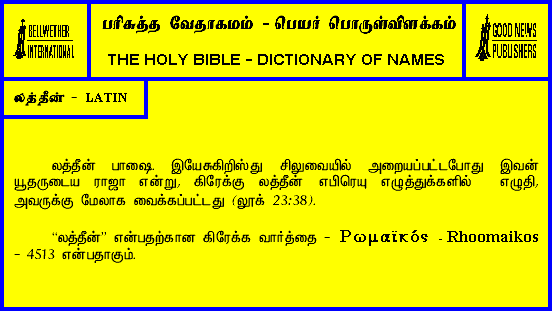 BELLWETHER
INTERNATIONAL
பரிசுத்த வேதாகமம் - பெயர் பொருள்விளக்கம்
THE HOLY BIBLE - DICTIONARY OF NAMES
GOOD NEWS
PUBLISHERS
லத்தீன் - LATIN
லத்தீன் பாஷை. இயேசுகிறிஸ்து சிலுவையில் அறையப்பட்டபோது இவன்
யூதருடைய ராஜா என்று, கிரேக்கு லத்தீன் எபிரெயு எழுத்துக்களில் எழுதி,
அவருக்கு மேலாக வைக்கப்பட்டது (லூக் 23:38).
“லத்தீன்” என்பதற்கான கிரேக்க வார்த்தை - Ρωμαϊκός - Rhoomaikos
- 4513 என்பதாகும்.